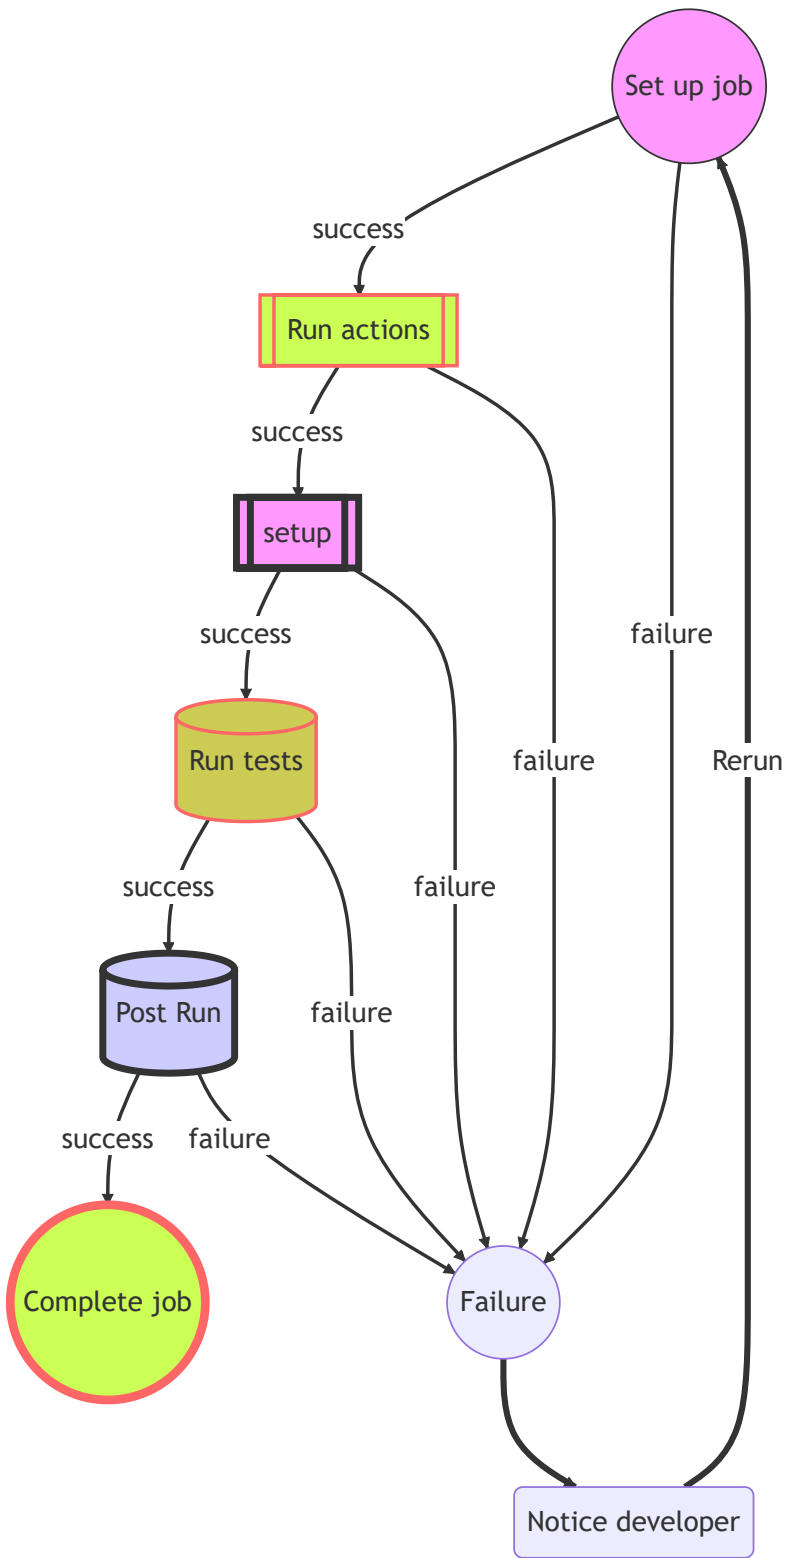 Set up job
success
Run actions
success
setup
success
failure
Run tests
failure
Rerun
success
failure
Post Run
failure
success
failure
Complete job
Failure
Notice developer